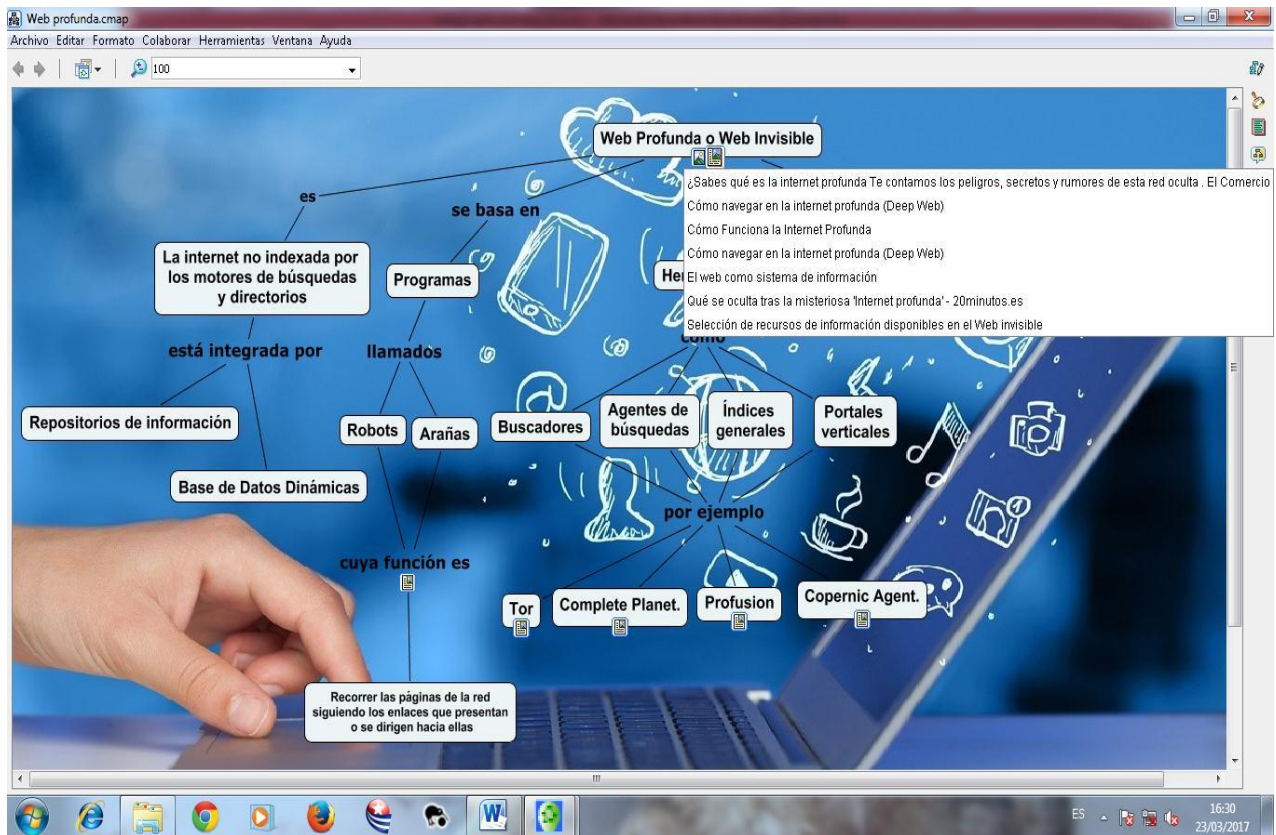 Web profunda.cmap
Archivo Editar Formato Colaborar Herramientas Ventana Ayuda
100
Web Profunda o Web Invisible
¿Sabes qué es la internet profunda Te contamos los peligros, secretos y rumores de esta red oculta . El Comercio
Cómo navegar en la internet profunda (Deep Web)
Cómo Funciona la Internet Profunda
Cómo navegar en la internet profunda (Deep Web)
El web como sistema de información
Qué se oculta tras la misteriosa 'Internet profunda' - 20minutos.es
Selección de recursos de información disponibles en el Web invisible
es
se basa en
La internet no indexada por
los motores de búsquedas
y directorios
Programas
está integrada por
llamados
como
Repositorios de información
Base de Datos Dinámicas
Robots
Arañas
Buscadores
Agentes de
búsquedas
Índices
generales
Portales
verticales
cuya función es
por ejemplo
Tor
Complete Planet.
Profusion
Copernic Agent.
Recorrer las páginas de la red
siguiendo los enlaces que presentan
o se dirigen hacia ellas
ES
16:30
23/03/2017